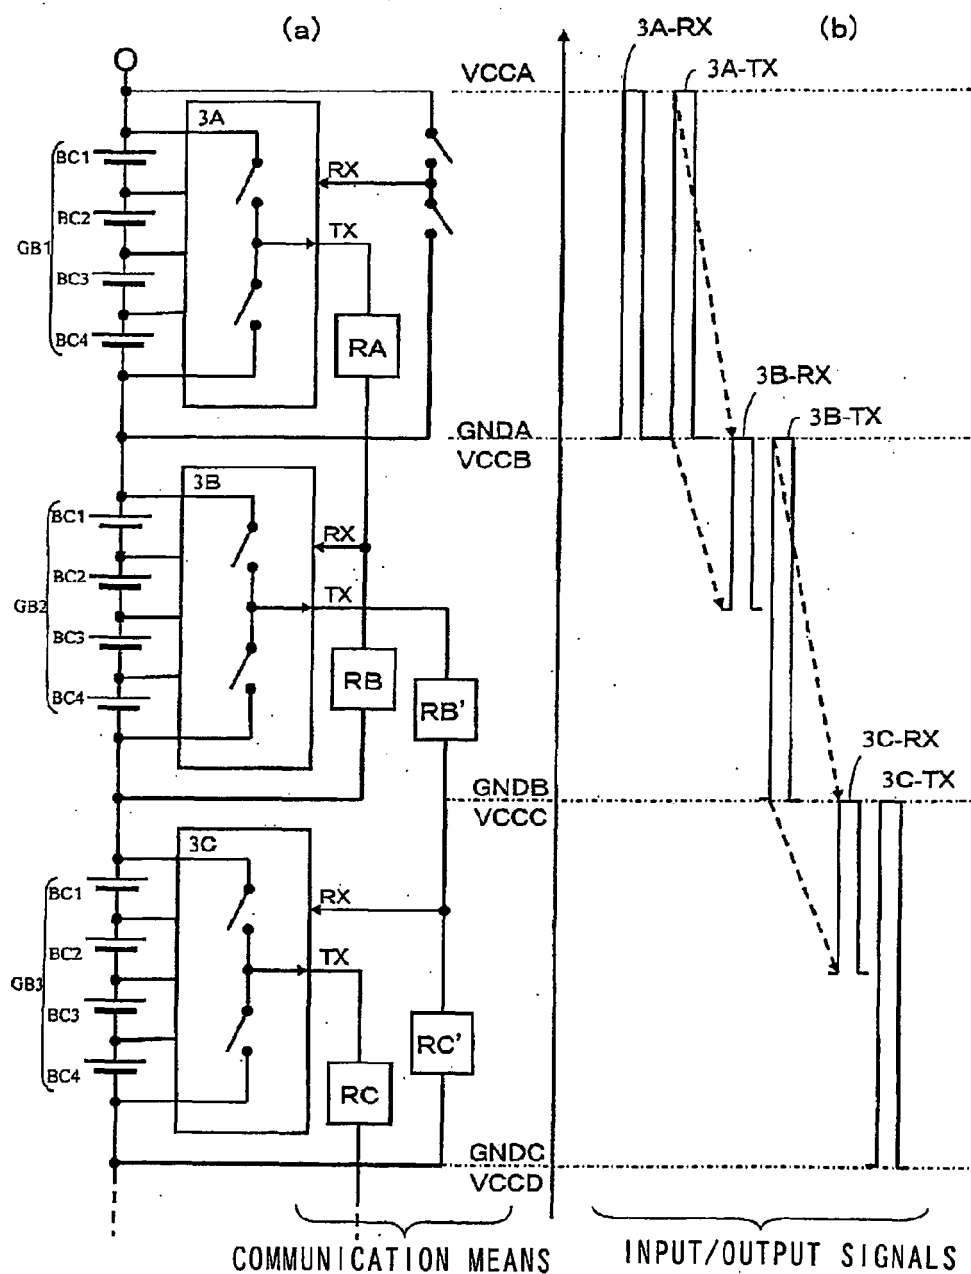 (a)
(b)
3A-RX
3A-TX
VCCA
3A
BC1
BC2
GB1
BC3
BC4
RX
TX
RA
GNDA
VCCB
3B-RX
3B-TX
3B
BC1
BC2
GB2
BC3
BC4
RX
TX
RB
RB'
GNDB
VCCC
3C-RX
3C-TX
3C
BC1
BC2
GB3
BC3
BC4
RX
TX
RC
RC'
GNDC
VCCD
COMMUNICATION MEANS
INPUT/OUTPUT SIGNALS